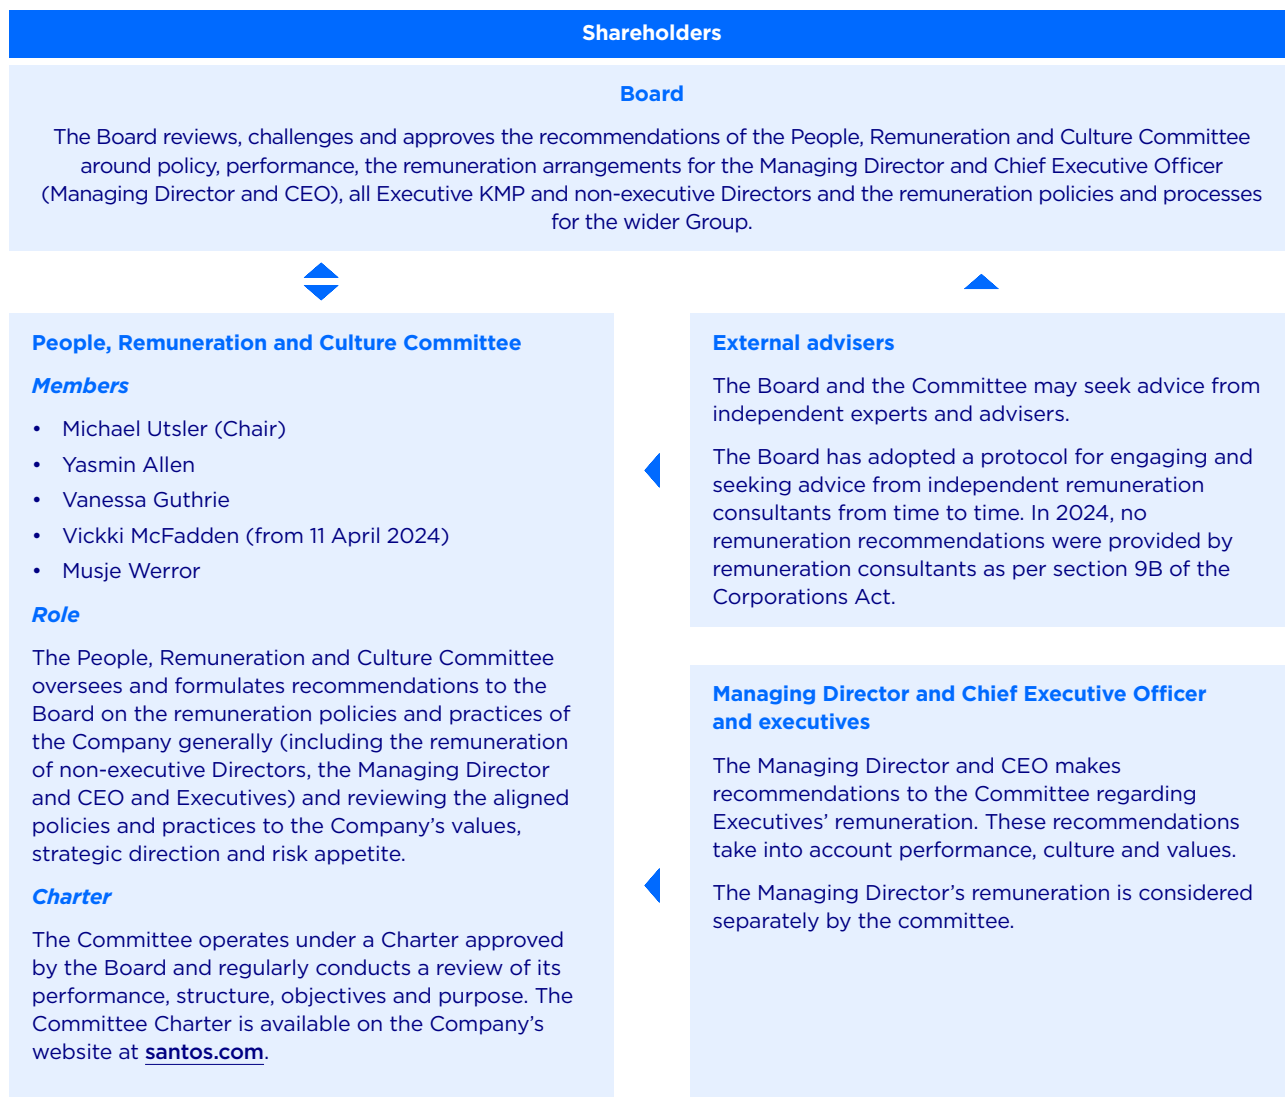 Shareholders
Board
The Board reviews, challenges and approves the recommendations of the People, Remuneration and Culture Committee
around policy, performance, the remuneration arrangements for the Managing Director and Chief Executive Officer
(Managing Director and CEO), all Executive KMP and non-executive Directors and the remuneration policies and processes
for the wider Group.
People, Remuneration and Culture Committee
Members
• Michael Utsler (Chair)
• Yasmin Allen
• Vanessa Guthrie
• Vickki McFadden (from 11 April 2024)
• Musje Werror
Role
The People, Remuneration and Culture Committee
oversees and formulates recommendations to the
Board on the remuneration policies and practices of
the Company generally (including the remuneration
of non-executive Directors, the Managing Director
and CEO and Executives) and reviewing the aligned
policies and practices to the Company’s values,
strategic direction and risk appetite.
Charter
The Committee operates under a Charter approved
by the Board and regularly conducts a review of its
performance, structure, objectives and purpose. The
Committee Charter is available on the Company’s
website at santos.com.
External advisers
The Board and the Committee may seek advice from
independent experts and advisers.
The Board has adopted a protocol for engaging and
seeking advice from independent remuneration
consultants from time to time. In 2024, no
remuneration recommendations were provided by
remuneration consultants as per section 9B of the
Corporations Act.
Managing Director and Chief Executive Officer
and executives
The Managing Director and CEO makes
recommendations to the Committee regarding
Executives’ remuneration. These recommendations
take into account performance, culture and values.
The Managing Director’s remuneration is considered
separately by the committee.